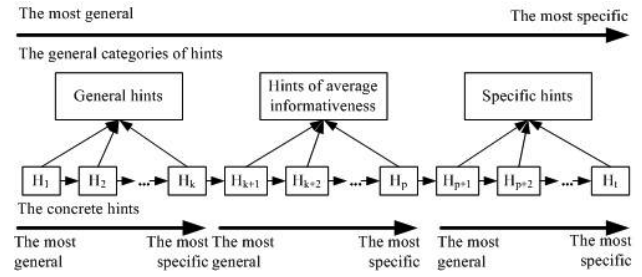 The most general
The most specific
The general categories of hints
General hints
Hints of average
informativeness
Specific hints
H1 H2 ... Hk Hk+1 Hk+2 ... Hp Hp+1 Hp+2 ... Ht
The concrete hints
The most
general
The most
specific
The most
general
The most
specific
The most
general
The most
specific